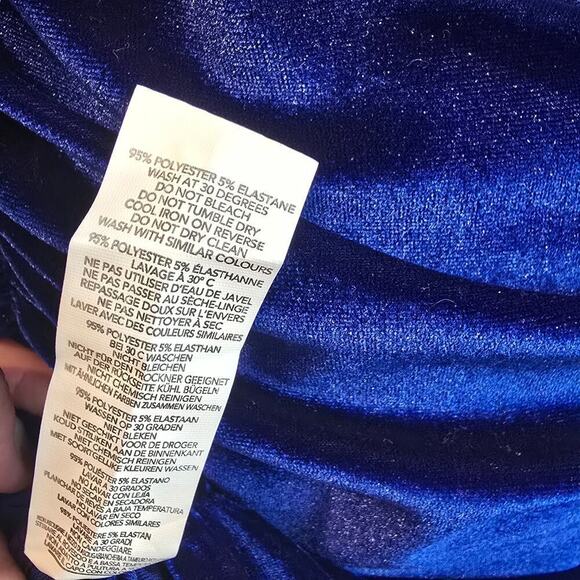 95% POLYESTER 5% ELASTANE
WASH AT 30 DEGREES
DO NOT BLEACH
DO NOT TUMBLE DRY
COOL IRON ON REVERSE
DO NOT DRY CLEAN
WASH WITH SIMILAR COLOURS
95% POLYESTER 5% ÉLASTHANNE
LAVAGE À 30° C
NE PAS UTILISER D'EAU DE JAVEL
NE PAS PASSER AU SÈCHE-LINGE
REPASSAGE DOUX SUR L'ENVERS
NE PAS NETTOYER À SEC
LAVER AVEC DES COULEURS SIMILAIRES
95% POLYESTER 5% ELASTHAN
BEI 30 C WASCHEN
NICHT BLEICHEN
NICHT FÜR DEN TROCKNER GEEIGNET
AUF DER RÜCKSEITE KÜHL BÜGELN
NICHT CHEMISCH REINIGEN
MIT ÄHNLICHEN FARBEN ZUSAMMEN WASCHEN
95% POLYESTER 5% ELASTAAN
WASSEN OP 30 GRADEN
NIET BLEKEN
NIET GESCHIKT VOOR DE DROGER
KOUD STRIJKEN AAN DE BINNENKANT
NIET CHEMISCH REINIGEN
MET SOORTGELIJKE KLEUREN WASSEN
95% POLIÉSTER 5% ELASTANO
LAVAR A 30 GRADOS
NO LAVAR CON LEJÍA
NO SECAR EN SECADORA
PLANCHAR DE REVÉS A BAJA TEMPERATURA
NO LAVAR EN SECO
LAVAR CON COLORES SIMILARES
95% POLIESTERE 5% ELASTAN
A 30 GRADI
CANDEGGIARE